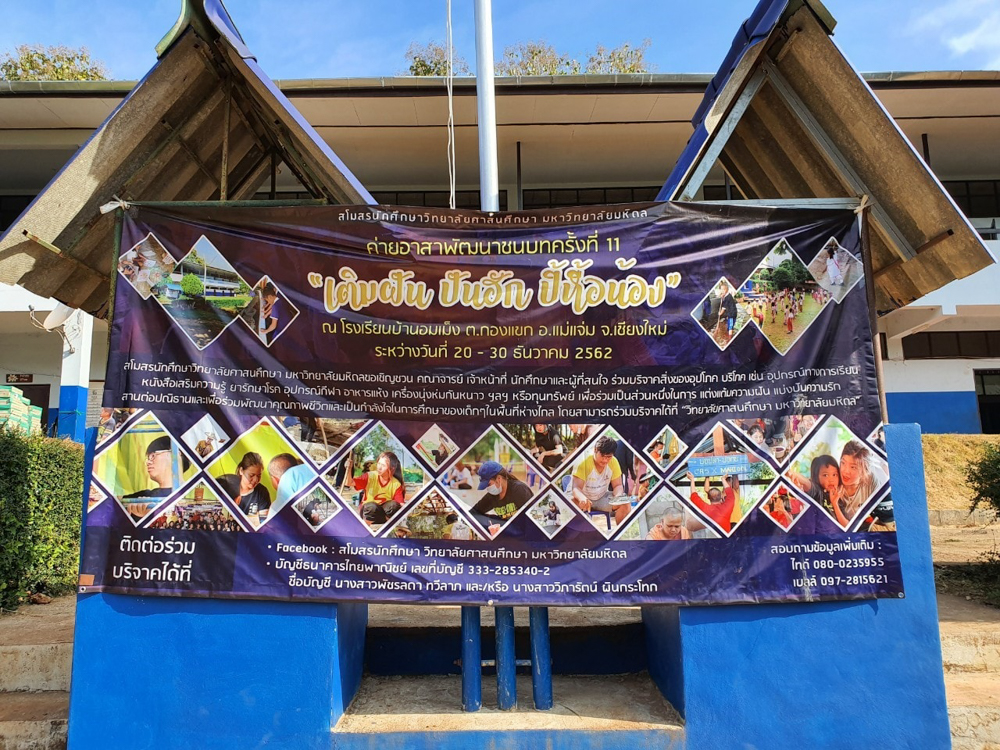 สโมสรนักศึกษาวิทยาลัยศาสนศึกษา มหาวิทยาลัยมหิดล
ค่ายอาสาพัฒนาชนบทครั้งที่ 11
“เติมฝัน ปันฮัก ปี้หื้อน้อง”
ณ โรงเรียนบ้านอมเม็ง ต.กองแขก อ.แม่แจ่ม จ.เชียงใหม่
ระหว่างวันที่ 20 - 30 ธันวาคม 2562
สโมสรนักศึกษาวิทยาลัยศาสนศึกษา มหาวิทยาลัยมหิดลขอเชิญชวน คณาจารย์ เจ้าหน้าที่ นักศึกษาและผู้ที่สนใจ ร่วมบริจาคสิ่งของอุปโภค บริโภค เช่น อุปกรณ์ทางการเรียน
หนังสือเสริมความรู้ ยารักษาโรค อุปกรณ์กีฬา เครื่องนุ่งห่มกันหนาว ฯลฯ หรือทุนทรัพย์ เพื่อร่วมเป็นส่วนหนึ่งในการ แต่งแต้มความฝัน แบ่งปันความรัก
สานต่อปณิธานและเพื่อร่วมพัฒนาคุณภาพชีวิตและเป็นกำลังใจในการศึกษาของเด็กๆในพื้นที่ห่างไกล โดยสามารถร่วมบริจาคได้ที่ “วิทยาลัยศาสนศึกษา มหาวิทยาลัยมหิดล”
ติดต่อร่วม
บริจาคได้ที่
• Facebook : สโมสรนักศึกษา วิทยาลัยศาสนศึกษา มหาวิทยาลัยมหิดล
• บัญชีธนาคารไทยพาณิชย์ เลขที่บัญชี 333-285340-2
ชื่อบัญชี นางสาวพัชรลดา ทวีลาภ และ/หรือ นางสาววิภารัตน์ ผินกระโทก
สอบถามข้อมูลเพิ่มเติม :
ไกด์ 080-0235955
เบลล์ 097-2815621